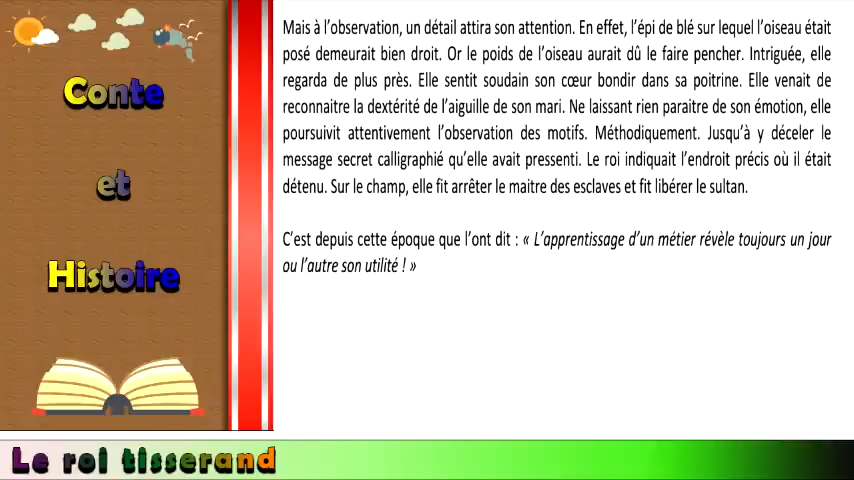 Conte
et
Histoire
Mais à l'observation, un détail attira son attention. En effet, l'épi de blé sur lequel l'oiseau était
posé demeurait bien droit. Or le poids de l'oiseau aurait dû le faire pencher. Intriguée, elle
regarda de plus près. Elle sentit soudain son cœur bondir dans sa poitrine. Elle venait de
reconnaitre la dextérité de l'aiguille de son mari. Ne laissant rien paraitre de son émotion, elle
poursuivit attentivement l'observation des motifs. Méthodiquement. Jusqu'à y déceler le
message secret calligraphié qu'elle avait pressenti. Le roi indiquait l'endroit précis où il était
détenu. Sur le champ, elle fit arrêter le maitre des esclaves et fit libérer le sultan.
C'est depuis cette époque que l'ont dit : « L'apprentissage d'un métier révèle toujours un jour
ou l'autre son utilité ! »
Le roi tisserand